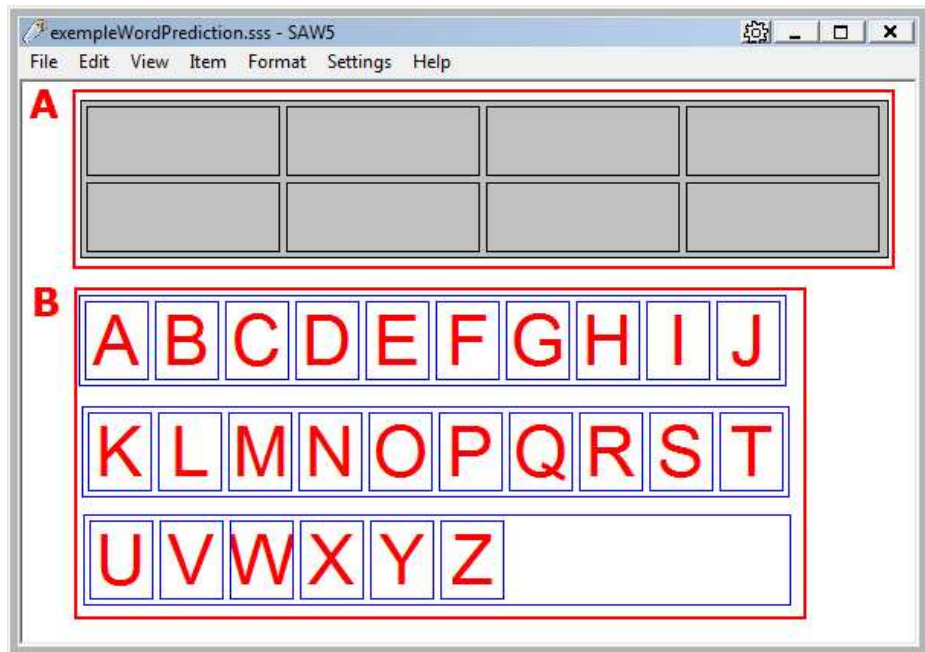 exempleWordPrediction.sss - SAW5
File Edit View Item Format Settings Help
A
B
A B C D E F G H I J
K L M N O P Q R S T
U V W X Y Z